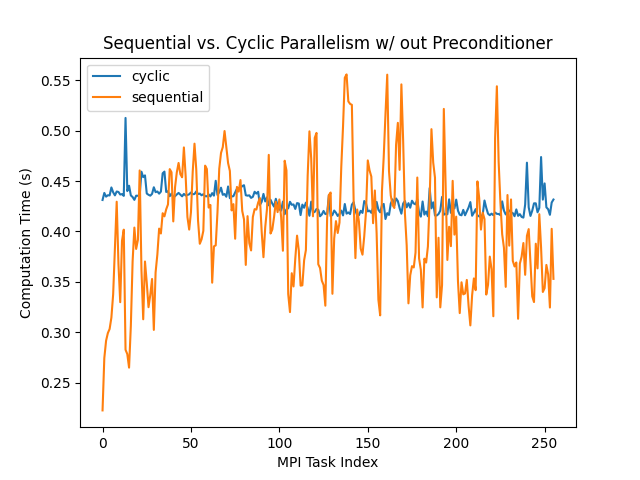 Sequential vs. Cyclic Parallelism w/ out Preconditioner
cyclic
sequential
Computation Time (s)
0.55
0.50
0.45
0.40
0.35
0.30
0.25
0 50 100 150 200 250
MPI Task Index